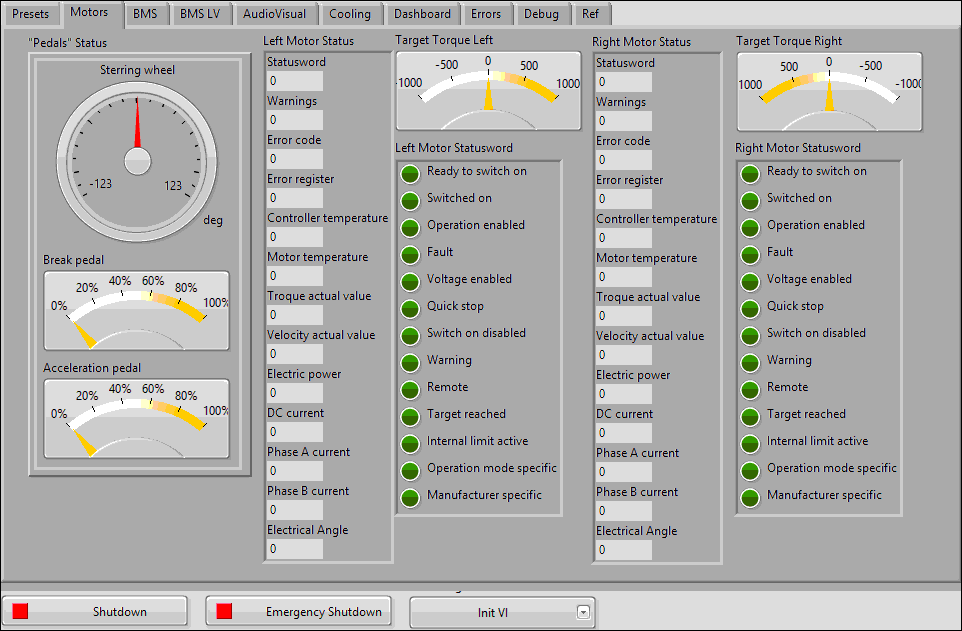 Presets
Motors
BMS
BMS LV
AudioVisual
Cooling
Dashboard
Errors
Debug
Ref
"Pedals" Status
Sterring wheel
-123
123
deg
Break pedal
0%
20%
40%
60%
80%
100%
Acceleration pedal
0%
20%
40%
60%
80%
100%
Left Motor Status
Statusword
0
Warnings
0
Error code
0
Error register
0
Controller temperature
0
Motor temperature
0
Troque actual value
0
Velocity actual value
0
Electric power
0
DC current
0
Phase A current
0
Phase B current
0
Electrical Angle
0
Target Torque Left
-1000
-500
0
500
1000
Left Motor Statusword
Ready to switch on
Switched on
Operation enabled
Fault
Voltage enabled
Quick stop
Switch on disabled
Warning
Remote
Target reached
Internal limit active
Operation mode specific
Manufacturer specific
Right Motor Status
Statusword
0
Warnings
0
Error code
0
Error register
0
Controller temperature
0
Motor temperature
0
Troque actual value
0
Velocity actual value
0
Electric power
0
DC current
0
Phase A current
0
Phase B current
0
Electrical Angle
0
Target Torque Right
1000
500
0
-500
-1000
Right Motor Statusword
Ready to switch on
Switched on
Operation enabled
Fault
Voltage enabled
Quick stop
Switch on disabled
Warning
Remote
Target reached
Internal limit active
Operation mode specific
Manufacturer specific
Shutdown
Emergency Shutdown
Init VI